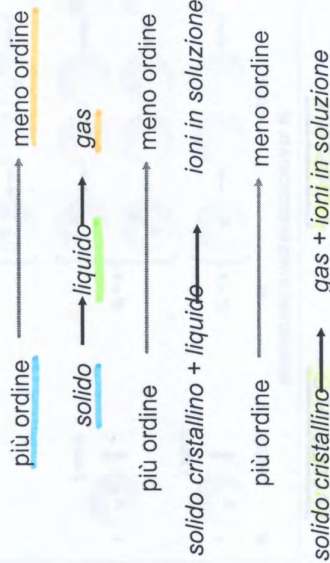 più ordine → meno ordine
solido → liquido → gas
più ordine → meno ordine
solido cristallino + liquido → ioni in soluzione
più ordine → meno ordine
solido cristallino → gas + ioni in soluzione